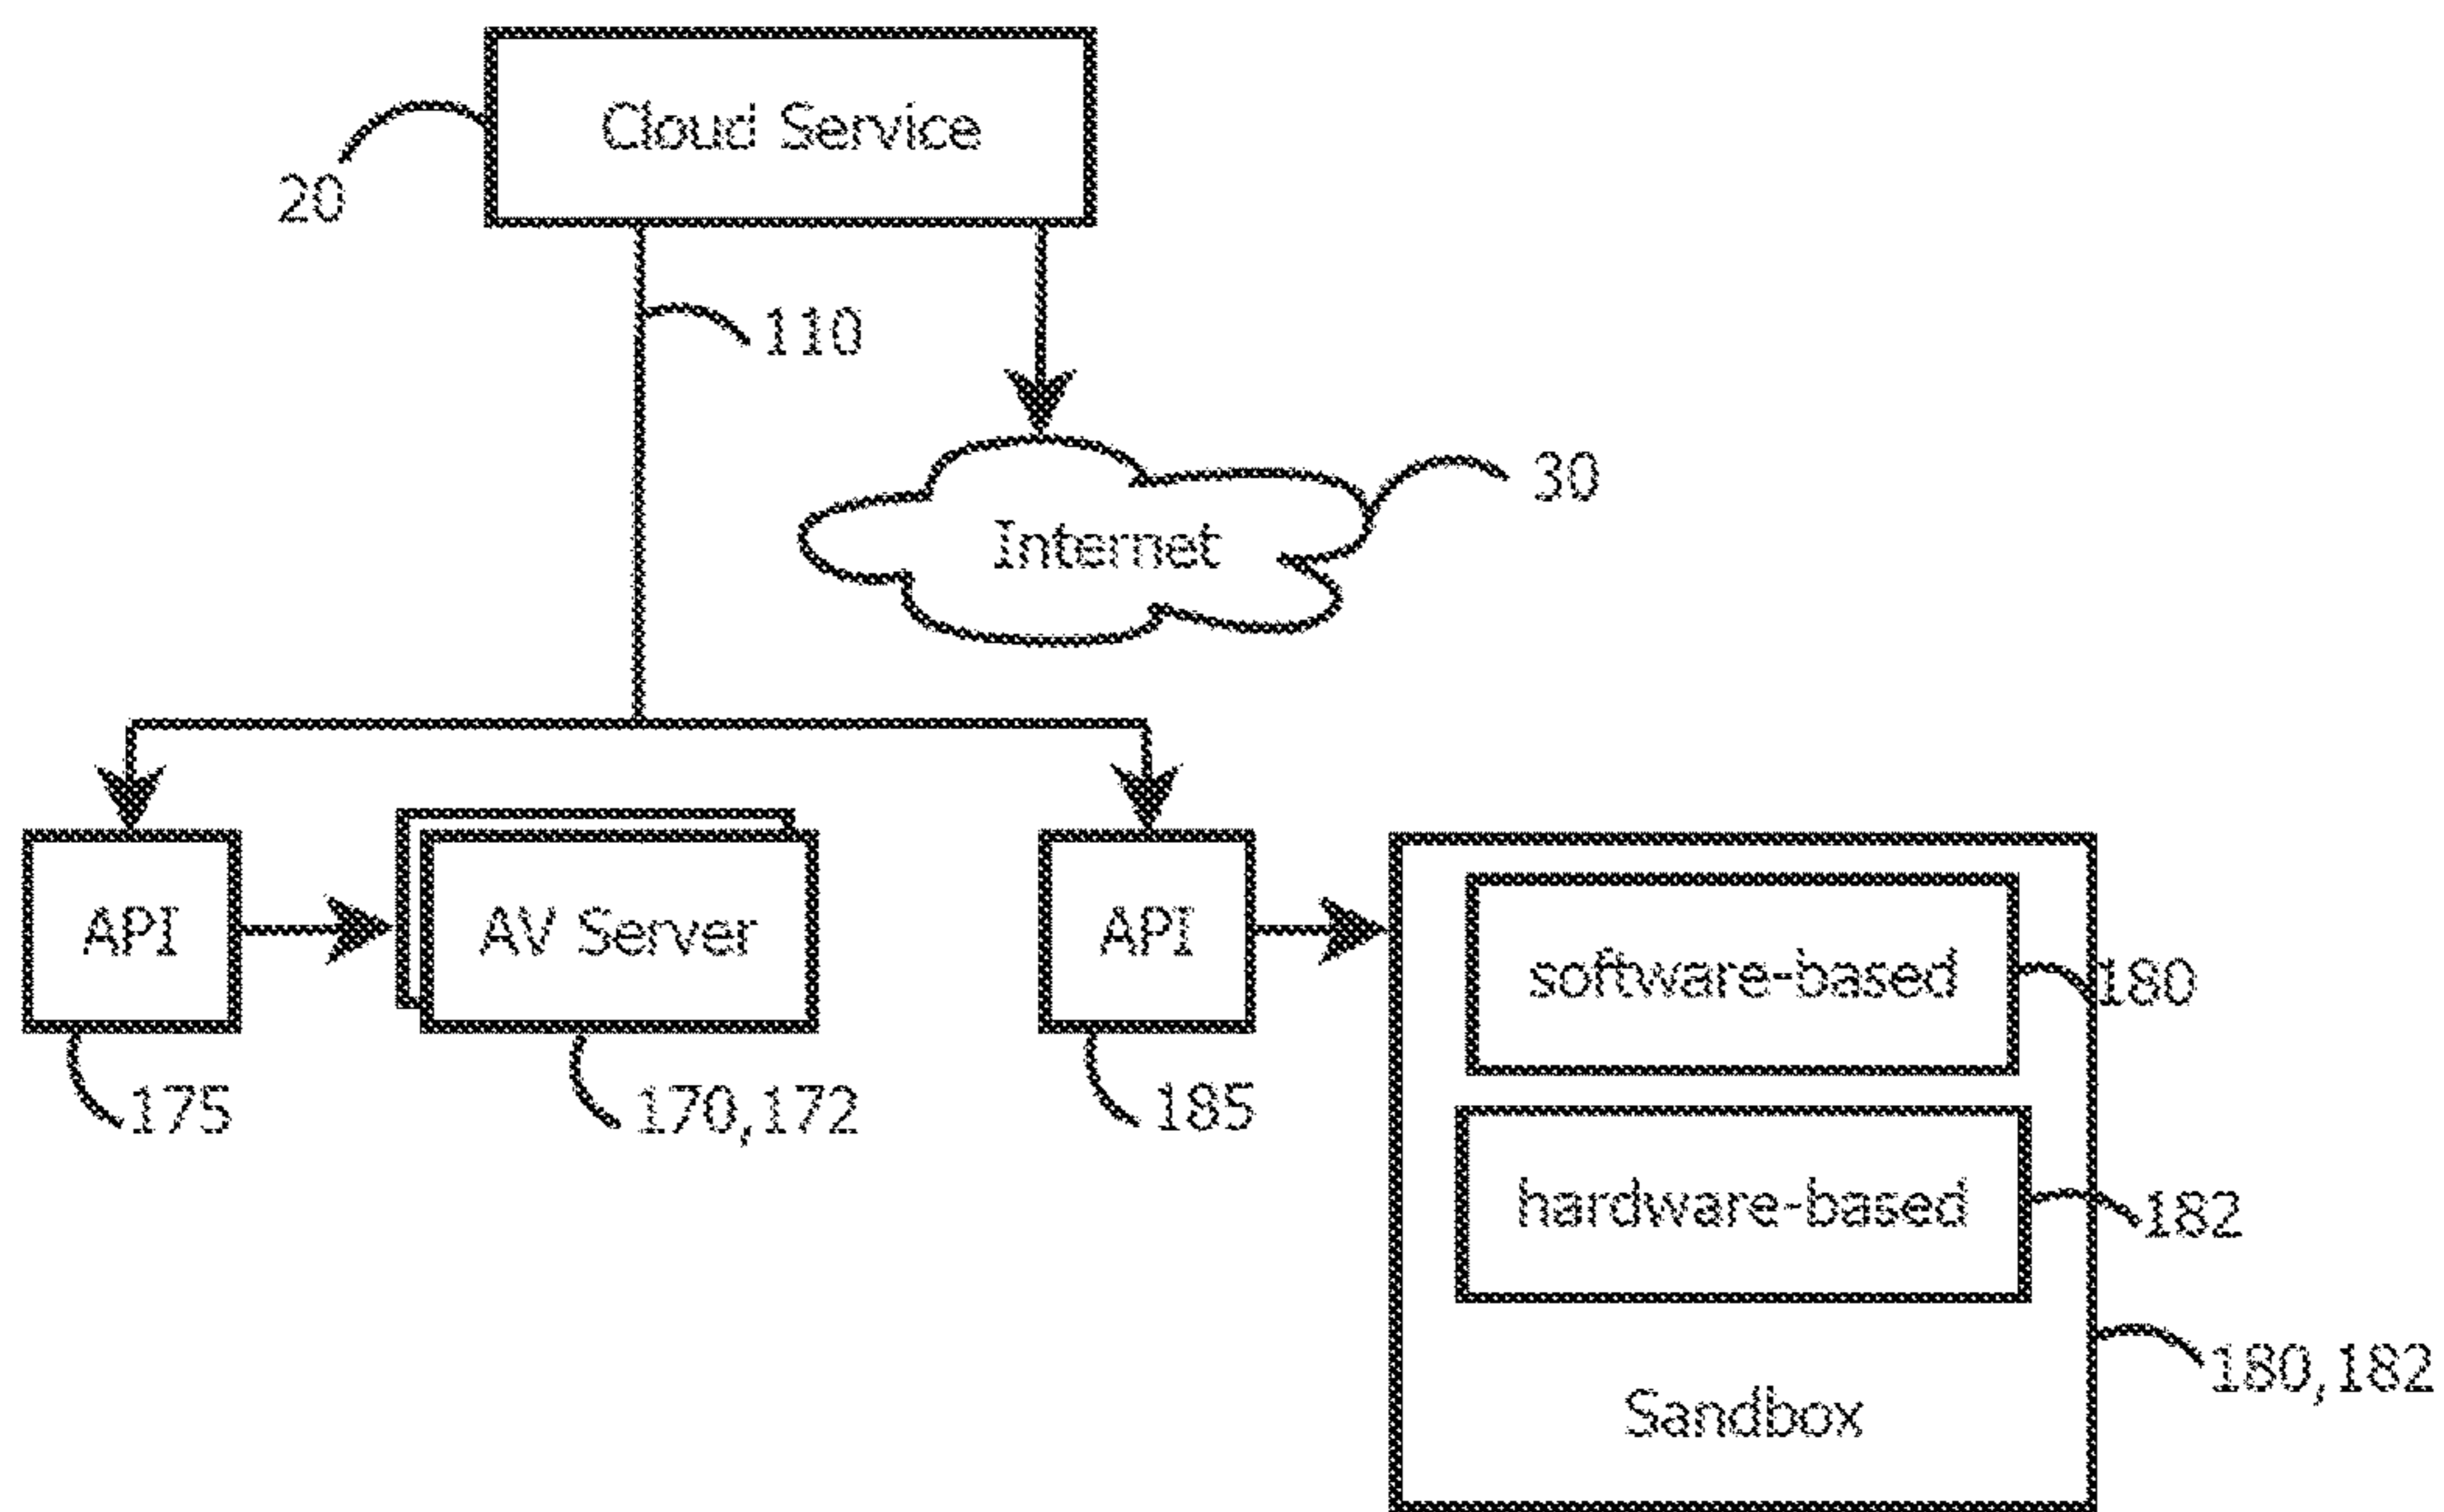 Cloud Service
20
110
30
Internet
API
AV Server
API
software-based
180
175
170,172
185
hardware-based
182
180,182
Sandbox